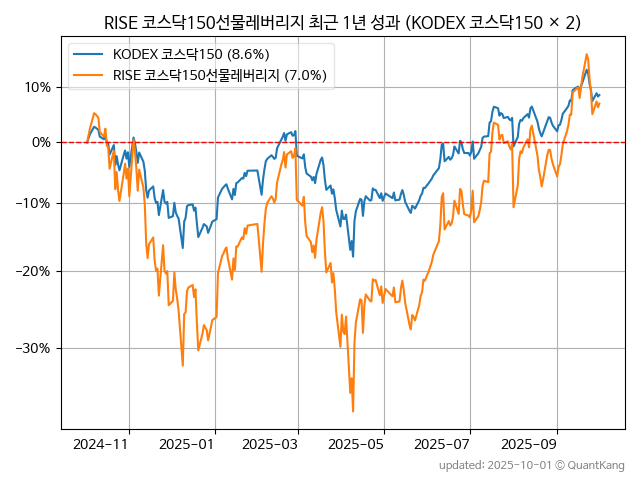 RISE 코스닥150선물레버리지 최근 1년 성과 (KODEX 코스닥150 × 2)
KODEX 코스닥150 (8.6%)
RISE 코스닥150선물레버리지 (7.0%)
10%
0%
−10%
−20%
−30%
2024-11
2025-01
2025-03
2025-05
2025-07
2025-09
updated: 2025-10-01 © QuantKang